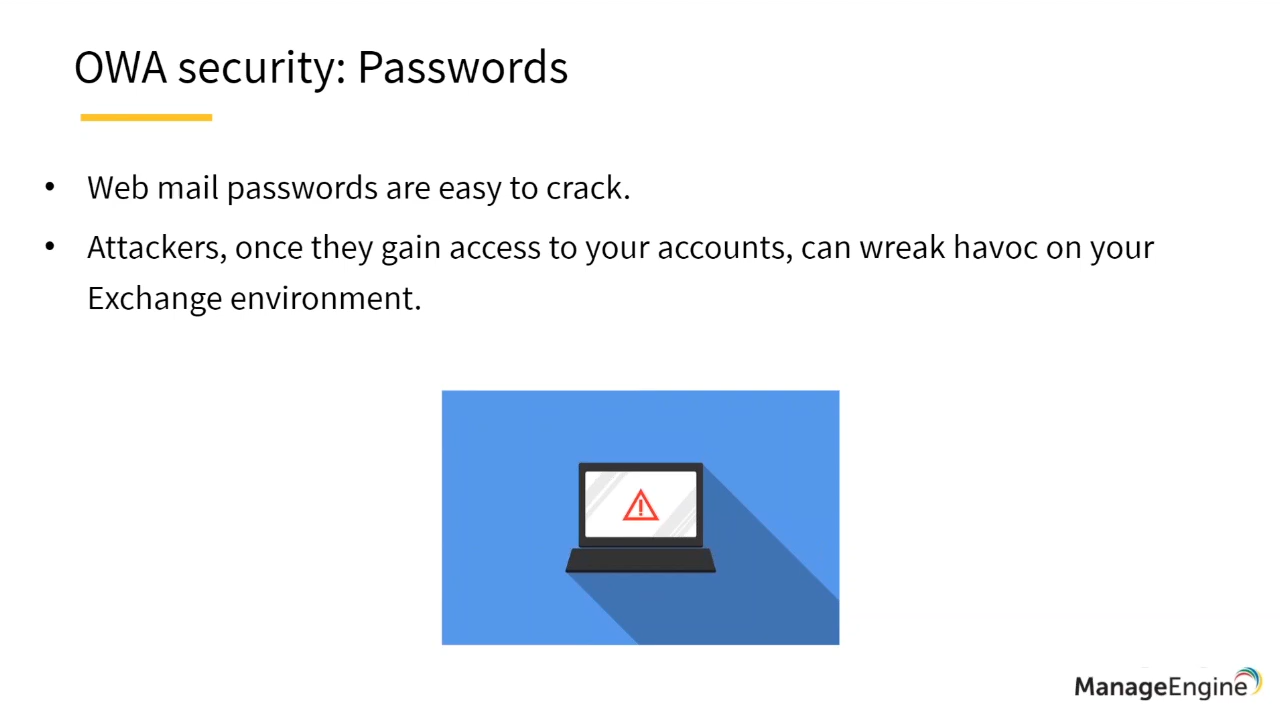 OWA security: Passwords
• Web mail passwords are easy to crack.
• Attackers, once they gain access to your accounts, can wreak havoc on your
Exchange environment.
ManageEngine